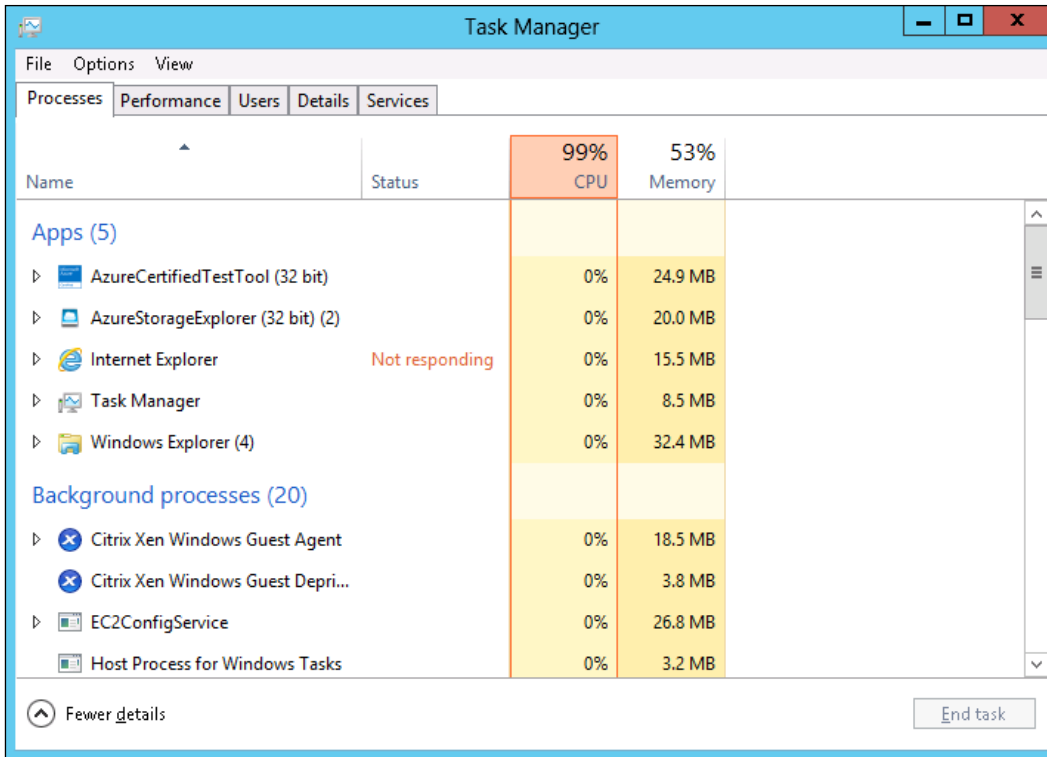 Task Manager
File Options View
Processes Performance Users Details Services
99% 53%
Name Status CPU Memory
Apps (5)
AzureCertifiedTestTool (32 bit) 0% 24.9 MB
AzureStorageExplorer (32 bit) (2) 0% 20.0 MB
Internet Explorer Not responding 0% 15.5 MB
Task Manager 0% 8.5 MB
Windows Explorer (4) 0% 32.4 MB
Background processes (20)
Citrix Xen Windows Guest Agent 0% 18.5 MB
Citrix Xen Windows Guest Depri... 0% 3.8 MB
EC2ConfigService 0% 26.8 MB
Host Process for Windows Tasks 0% 3.2 MB
Fewer details End task